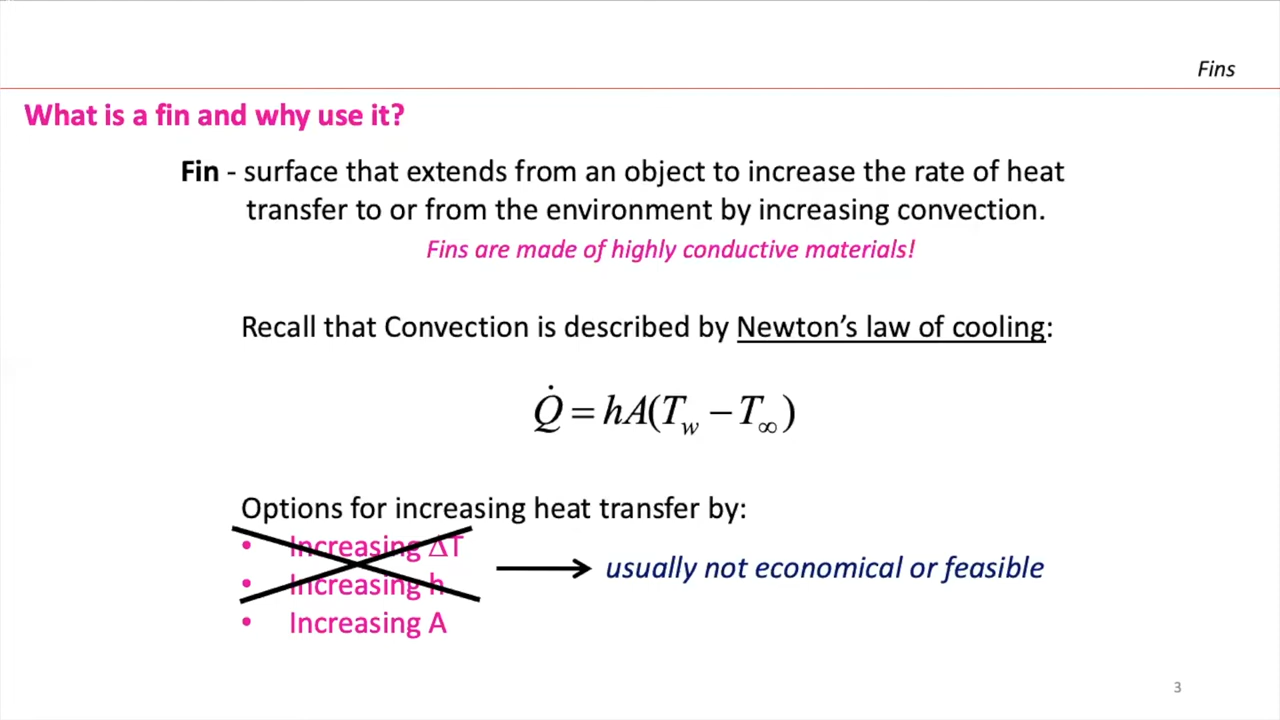 Fins
What is a fin and why use it?
Fin - surface that extends from an object to increase the rate of heat
transfer to or from the environment by increasing convection.
Fins are made of highly conductive materials!
Recall that Convection is described by Newton’s law of cooling:
Q̇ = hA(T_w − T_∞)
Options for increasing heat transfer by:
• Increasing ΔT
• Increasing h
usually not economical or feasible
• Increasing A
3